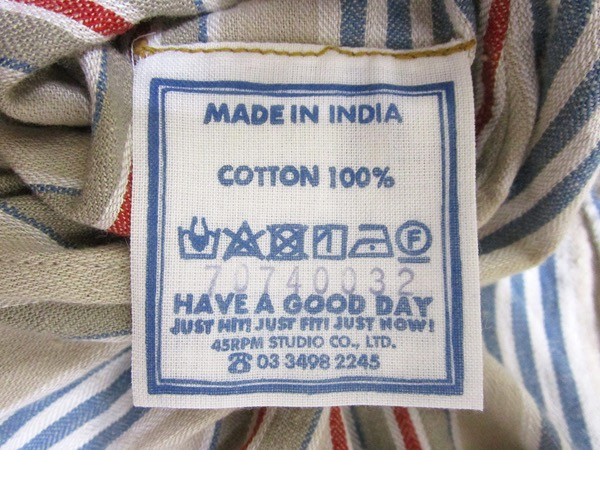 MADE IN INDIA
COTTON 100%
F
70740032
HAVE A GOOD DAY
JUST HIT! JUST FIT! JUST NOW!
45RPM STUDIO CO., LTD.
☎ 03 3498 2245